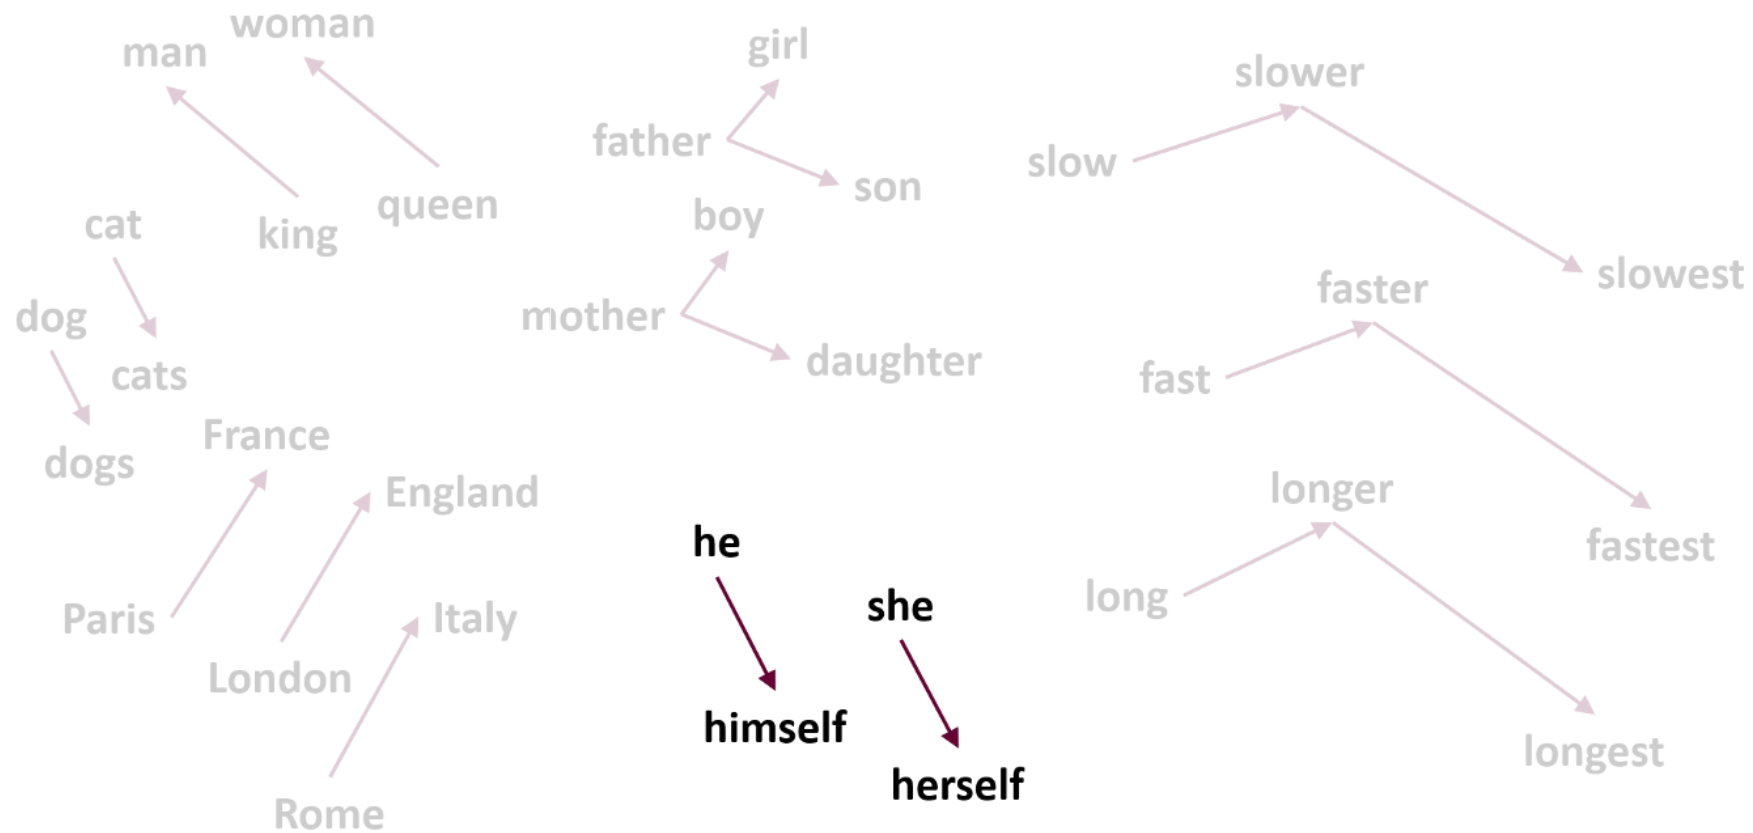 woman
man
girl
slower
father
slow
son
queen
boy
cat
king
slowest
faster
dog
mother
daughter
cats
fast
France
dogs
England
longer
he
fastest
long
she
Paris
Italy
London
himself
longest
herself
Rome